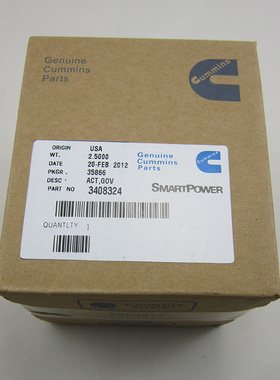 Genuine
Cummins
Parts
Cummins
ORIGIN USA
WT. 2.5000
DATE 20-FEB 2012
PKGR. 35866
DESC - ACT,GOV
PART NO 3408324
Genuine
Cummins
Parts
SMARTPOWER
QUANTLTY 1